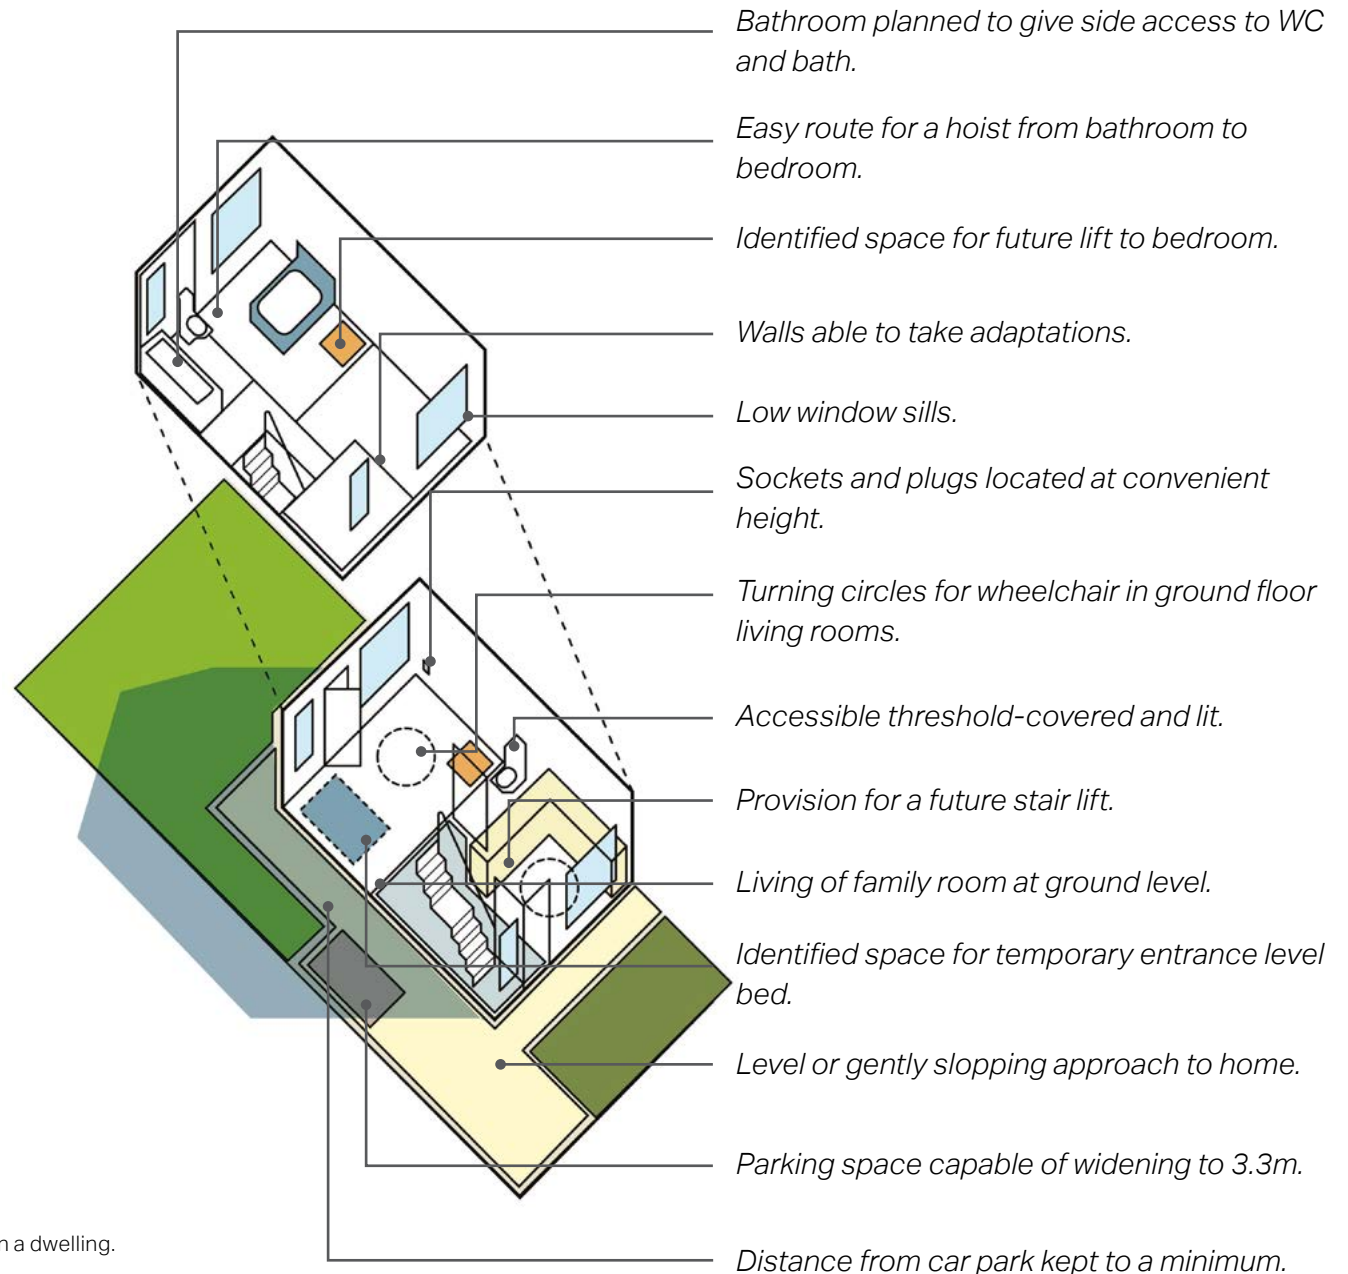 Bathroom planned to give side access to WC
and bath.
Easy route for a hoist from bathroom to
bedroom.
Identified space for future lift to bedroom.
Walls able to take adaptations.
Low window sills.
Sockets and plugs located at convenient
height.
Turning circles for wheelchair in ground floor
living rooms.
Accessible threshold-covered and lit.
Provision for a future stair lift.
Living of family room at ground level.
Identified space for temporary entrance level
bed.
Level or gently slopping approach to home.
Parking space capable of widening to 3.3m.
a dwelling.
Distance from car park kept to a minimum.